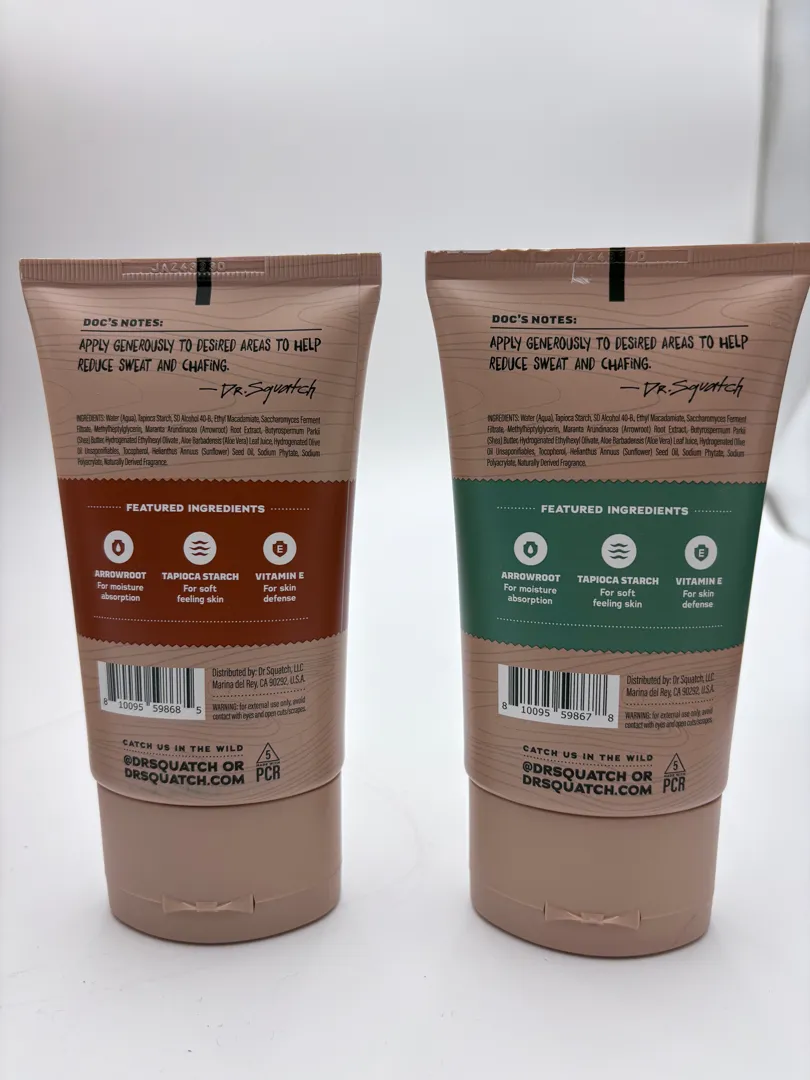 DOC'S NOTES:
APPLY GENEROUSLY TO DESIRED AREAS TO HELP
REDUCE SWEAT AND CHAFING.
— Dr. Squatch
INGREDIENTS: Water (Aqua), Tapioca Starch, SD Alcohol 40-B, Ethyl Macadamiate, Saccharomyces Ferment
Filtrate, Methylheptylglycerin, Maranta Arundinacea (Arrowroot) Root Extract, Butyrospermum Parkii
(Shea) Butter, Hydrogenated Ethylhexyl Olivate, Aloe Barbadensis (Aloe Vera) Leaf Juice, Hydrogenated Olive
Oil Unsaponifiables, Tocopherol, Helianthus Annuus (Sunflower) Seed Oil, Sodium Phytate, Sodium
Polyacrylate, Naturally Derived Fragrance.
FEATURED INGREDIENTS
E
ARROWROOT
For moisture
absorption
TAPIOCA STARCH
For soft
feeling skin
VITAMIN E
For skin
defense
8 10095 59868 5
Distributed by: Dr Squatch, LLC
Marina del Rey, CA 90292, U.S.A.
WARNING: for external use only, avoid
contact with eyes and open cuts/scrapes.
CATCH US IN THE WILD
@DRSQUATCH OR
DRSQUATCH.COM
5
PCR
DOC'S NOTES:
APPLY GENEROUSLY TO DESIRED AREAS TO HELP
REDUCE SWEAT AND CHAFING.
— Dr. Squatch
INGREDIENTS: Water (Aqua), Tapioca Starch, SD Alcohol 40-B, Ethyl Macadamiate, Saccharomyces Ferment
Filtrate, Methylheptylglycerin, Maranta Arundinacea (Arrowroot) Root Extract, Butyrospermum Parkii
(Shea) Butter, Hydrogenated Ethylhexyl Olivate, Aloe Barbadensis (Aloe Vera) Leaf Juice, Hydrogenated Olive
Oil Unsaponifiables, Tocopherol, Helianthus Annuus (Sunflower) Seed Oil, Sodium Phytate, Sodium
Polyacrylate, Naturally Derived Fragrance.
FEATURED INGREDIENTS
E
ARROWROOT
For moisture
absorption
TAPIOCA STARCH
For soft
feeling skin
VITAMIN E
For skin
defense
8 10095 59867 8
Distributed by: Dr Squatch, LLC
Marina del Rey, CA 90292, U.S.A.
WARNING: for external use only, avoid
contact with eyes and open cuts/scrapes.
CATCH US IN THE WILD
@DRSQUATCH OR
DRSQUATCH.COM
5
PCR